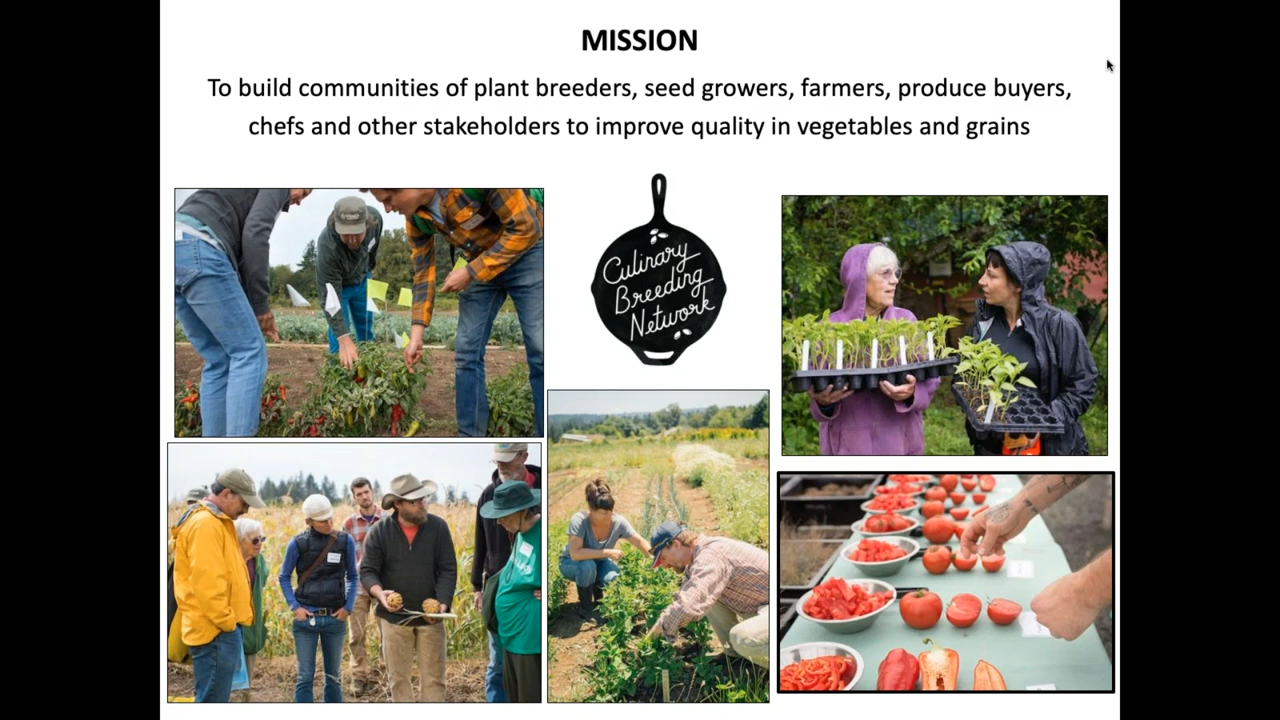 MISSION
To build communities of plant breeders, seed growers, farmers, produce buyers,
chefs and other stakeholders to improve quality in vegetables and grains
Culinary
Breeding
Network